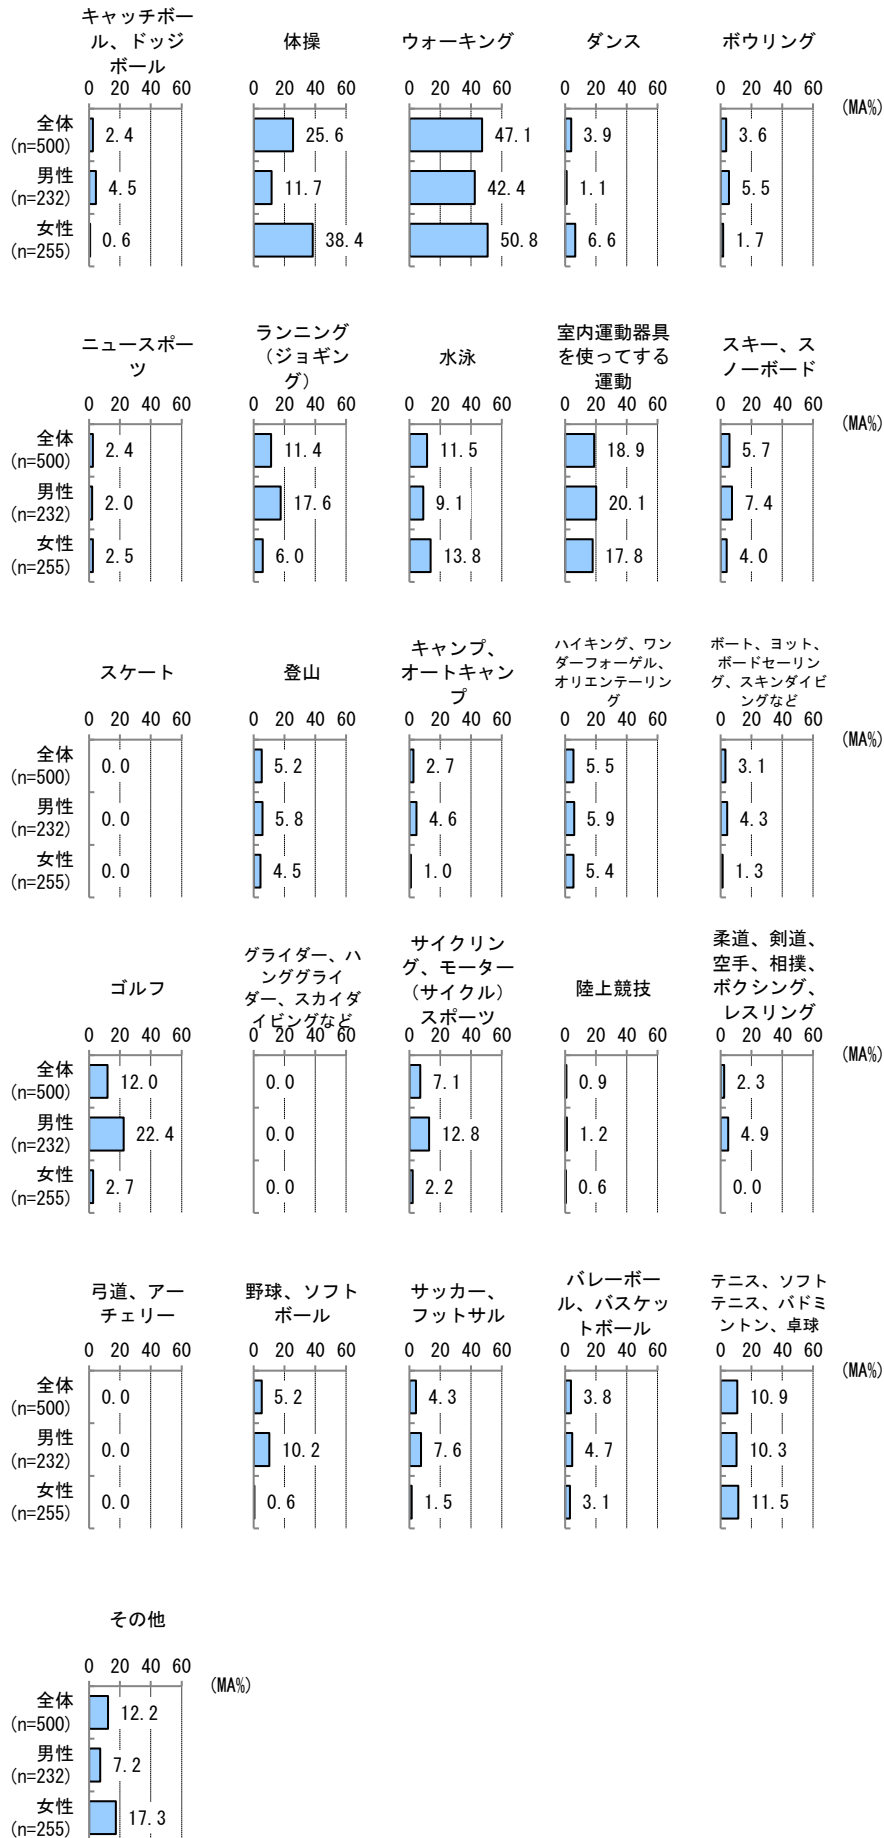 キャッチボー
ル、ドッジ
ボール
体操
ウォーキング
ダンス
ボウリング
0 20 40 60
0 20 40 60
0 20 40 60
0 20 40 60
0 20 40 60
(MA%)
全体
(n=500)
2.4
25.6
47.1
3.9
3.6
男性
(n=232)
4.5
11.7
42.4
1.1
5.5
女性
(n=255)
0.6
38.4
50.8
6.6
1.7
ニュースポー
ツ
ランニング
(ジョギン
グ)
水泳
室内運動器具
を使ってする
運動
スキー、ス
ノーボード
0 20 40 60
0 20 40 60
0 20 40 60
0 20 40 60
0 20 40 60
(MA%)
全体
(n=500)
2.4
11.4
11.5
18.9
5.7
男性
(n=232)
2.0
17.6
9.1
20.1
7.4
女性
(n=255)
2.5
6.0
13.8
17.8
4.0
スケート
登山
キャンプ、
オートキャン
プ
ハイキング、ワン
ダーフォーゲル、
オリエンテーリン
グ
ボート、ヨット、
ボードセーリン
グ、スキンダイビ
ングなど
0 20 40 60
0 20 40 60
0 20 40 60
0 20 40 60
0 20 40 60
(MA%)
全体
(n=500)
0.0
5.2
2.7
5.5
3.1
男性
(n=232)
0.0
5.8
4.6
5.9
4.3
女性
(n=255)
0.0
4.5
1.0
5.4
1.3
ゴルフ
グライダー、ハ
ンググライ
ダー、スカイダ
イビングなど
サイクリン
グ、モーター
(サイクル)
スポーツ
陸上競技
柔道、剣道、
空手、相撲、
ボクシング、
レスリング
0 20 40 60
0 20 40 60
0 20 40 60
0 20 40 60
0 20 40 60
(MA%)
全体
(n=500)
12.0
0.0
7.1
0.9
2.3
男性
(n=232)
22.4
0.0
12.8
1.2
4.9
女性
(n=255)
2.7
0.0
2.2
0.6
0.0
弓道、アー
チェリー
野球、ソフト
ボール
サッカー、
フットサル
バレーボー
ル、バスケッ
トボール
テニス、ソフト
テニス、バドミ
ントン、卓球
0 20 40 60
0 20 40 60
0 20 40 60
0 20 40 60
0 20 40 60
(MA%)
全体
(n=500)
0.0
5.2
4.3
3.8
10.9
男性
(n=232)
0.0
10.2
7.6
4.7
10.3
女性
(n=255)
0.0
0.6
1.5
3.1
11.5
その他
0 20 40 60
(MA%)
全体
(n=500)
12.2
男性
(n=232)
7.2
女性
(n=255)
17.3